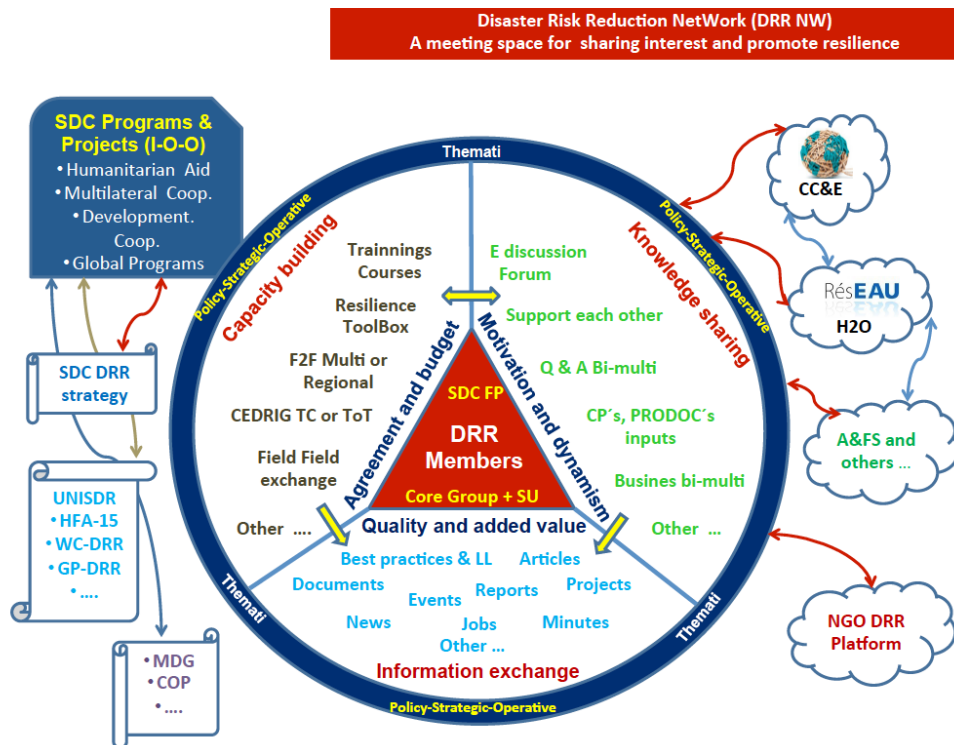 Disaster Risk Reduction NetWork (DRR NW)
A meeting space for sharing interest and promote resilience
SDC Programs &
Projects (I-O-O)
• Humanitarian Aid
• Multilateral Coop.
• Development.
Coop.
• Global Programs
SDC DRR
strategy
UNISDR
• HFA-15
• WC-DRR
• GP-DRR
• ....
• MDG
• COP
• ....
Themati
Policy-Strategic-Operative
Capacity building
Trainnings
Courses
Resilience
ToolBox
F2F Multi or
Regional
CEDRIG TC or ToT
Field Field
exchange
Other ....
Agreement and budget
SDC FP
DRR
Members
Core Group + SU
Motivation and dynamism
Quality and added value
Policy-Strategic-Operative
Knowledge sharing
E discussion
Forum
Support each other
Q & A Bi-multi
CP´s, PRODOC´s
inputs
Busines bi-multi
Other ...
Themati
Themati
Best practices & LL
Articles
Documents
Events
Reports
Projects
News
Jobs
Minutes
Other ...
Information exchange
Policy-Strategic-Operative
CC&E
RésEAU
H2O
A&FS and
others ...
NGO DRR
Platform